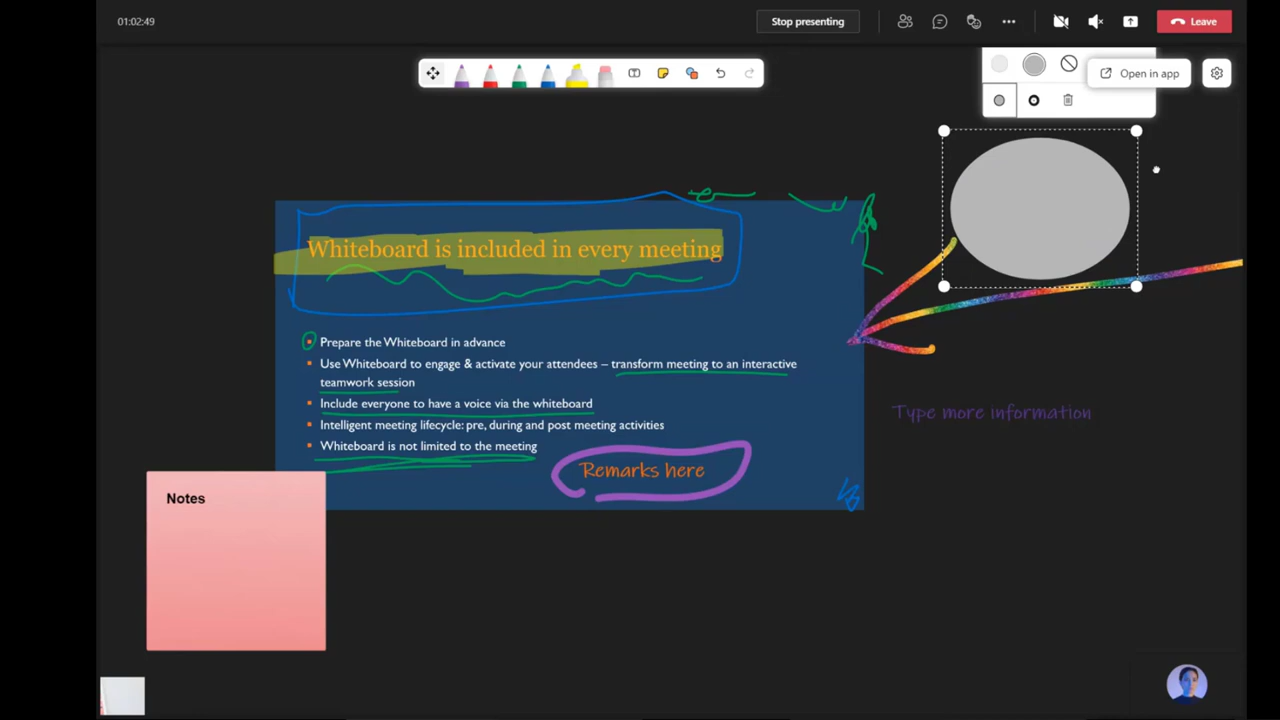 01:02:49
Stop presenting
Leave
Open in app
Whiteboard is included in every meeting
Prepare the Whiteboard in advance
Use Whiteboard to engage & activate your attendees – transform meeting to an interactive
teamwork session
Include everyone to have a voice via the whiteboard
Type more information
Intelligent meeting lifecycle: pre, during and post meeting activities
Whiteboard is not limited to the meeting
Remarks here
Notes